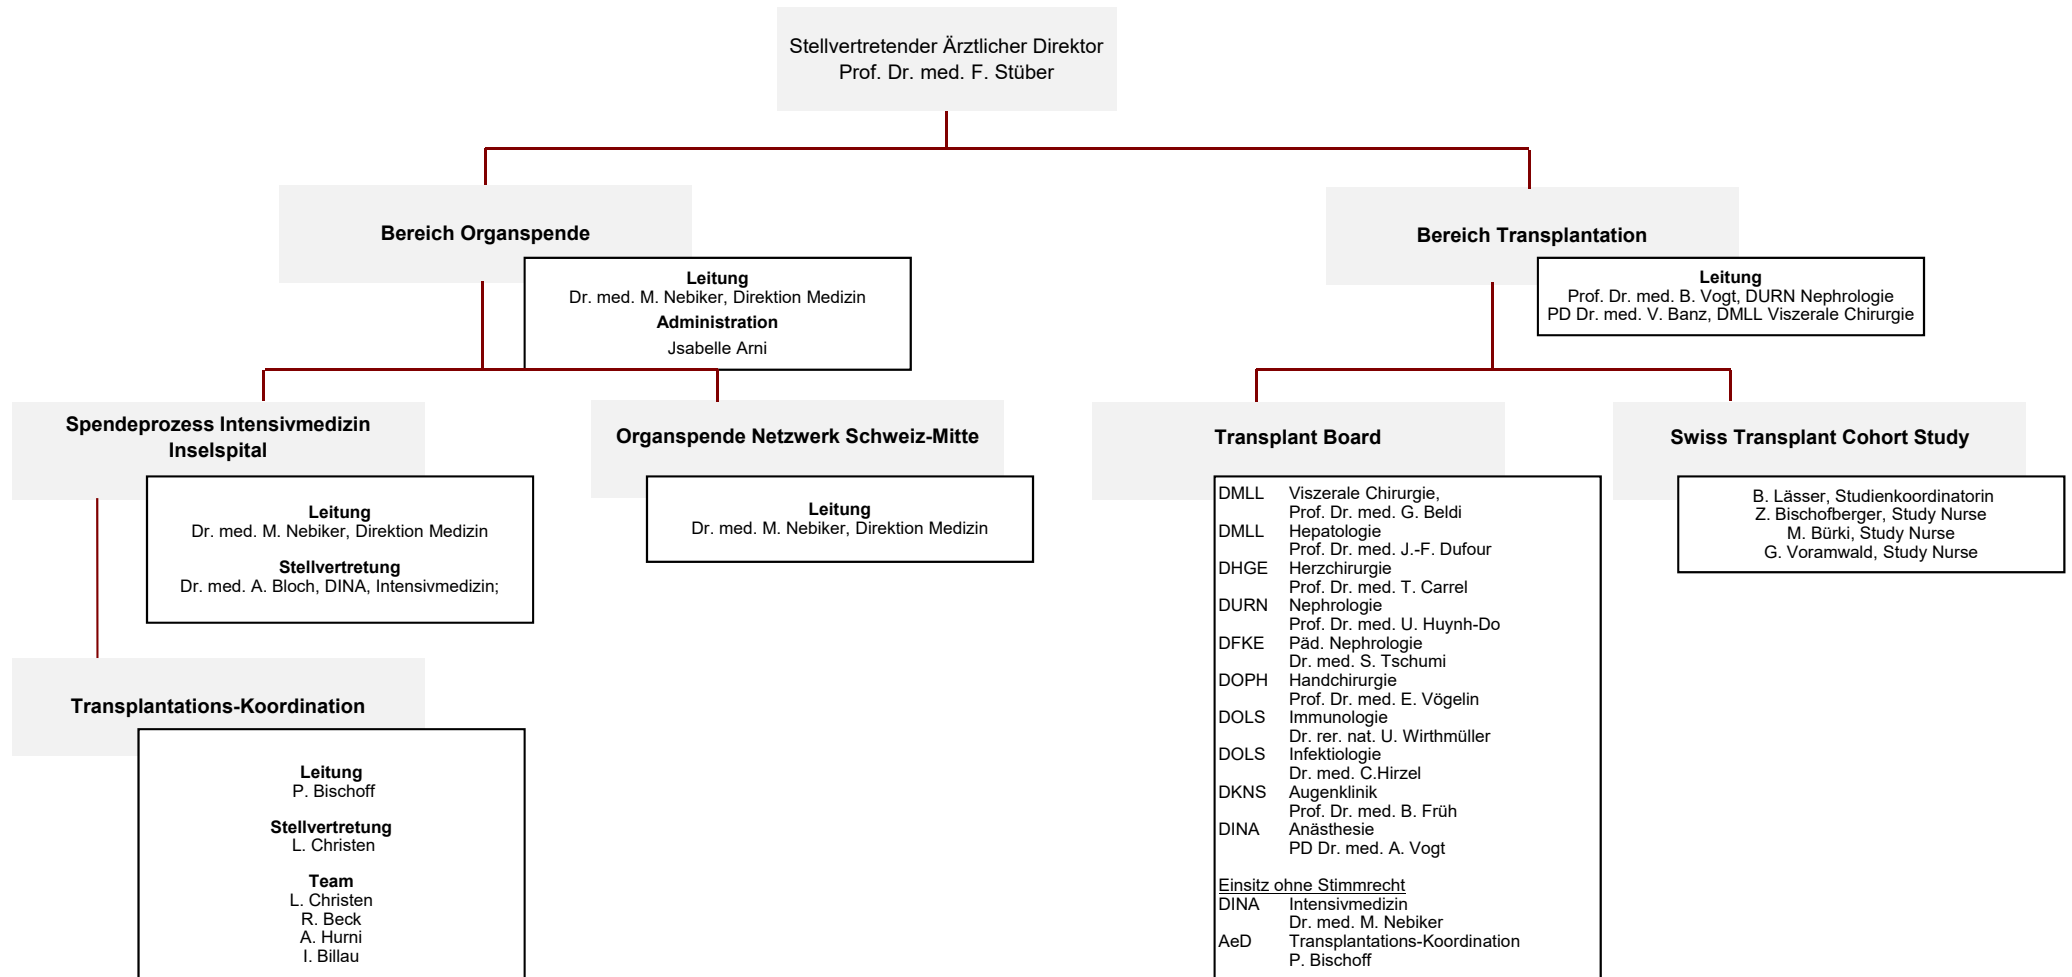 Stellvertretender Ärztlicher Direktor
Prof. Dr. med. F. Stüber
Bereich Organspende
Leitung
Dr. med. M. Nebiker, Direktion Medizin
Administration
Jsabelle Arni
Bereich Transplantation
Leitung
Prof. Dr. med. B. Vogt, DURN Nephrologie
PD Dr. med. V. Banz, DMLL Viszerale Chirurgie
Spendeprozess Intensivmedizin
Inselspital
Leitung
Dr. med. M. Nebiker, Direktion Medizin
Stellvertretung
Dr. med. A. Bloch, DINA, Intensivmedizin;
Organspende Netzwerk Schweiz-Mitte
Leitung
Dr. med. M. Nebiker, Direktion Medizin
Transplantations-Koordination
Leitung
P. Bischoff
Stellvertretung
L. Christen
Team
L. Christen
R. Beck
A. Hurni
I. Billau
Transplant Board
DMLL Viszerale Chirurgie,
Prof. Dr. med. G. Beldi
DMLL Hepatologie
Prof. Dr. med. J.-F. Dufour
DHGE Herzchirurgie
Prof. Dr. med. T. Carrel
DURN Nephrologie
Prof. Dr. med. U. Huynh-Do
DFKE Päd. Nephrologie
Dr. med. S. Tschumi
DOPH Handchirurgie
Prof. Dr. med. E. Vögelin
DOLS Immunologie
Dr. rer. nat. U. Wirthmüller
DOLS Infektiologie
Dr. med. C.Hirzel
DKNS Augenklinik
Prof. Dr. med. B. Früh
DINA Anästhesie
PD Dr. med. A. Vogt
Einsitz ohne Stimmrecht
DINA Intensivmedizin
Dr. med. M. Nebiker
AeD Transplantations-Koordination
P. Bischoff
Swiss Transplant Cohort Study
B. Lässer, Studienkoordinatorin
Z. Bischofberger, Study Nurse
M. Bürki, Study Nurse
G. Voramwald, Study Nurse